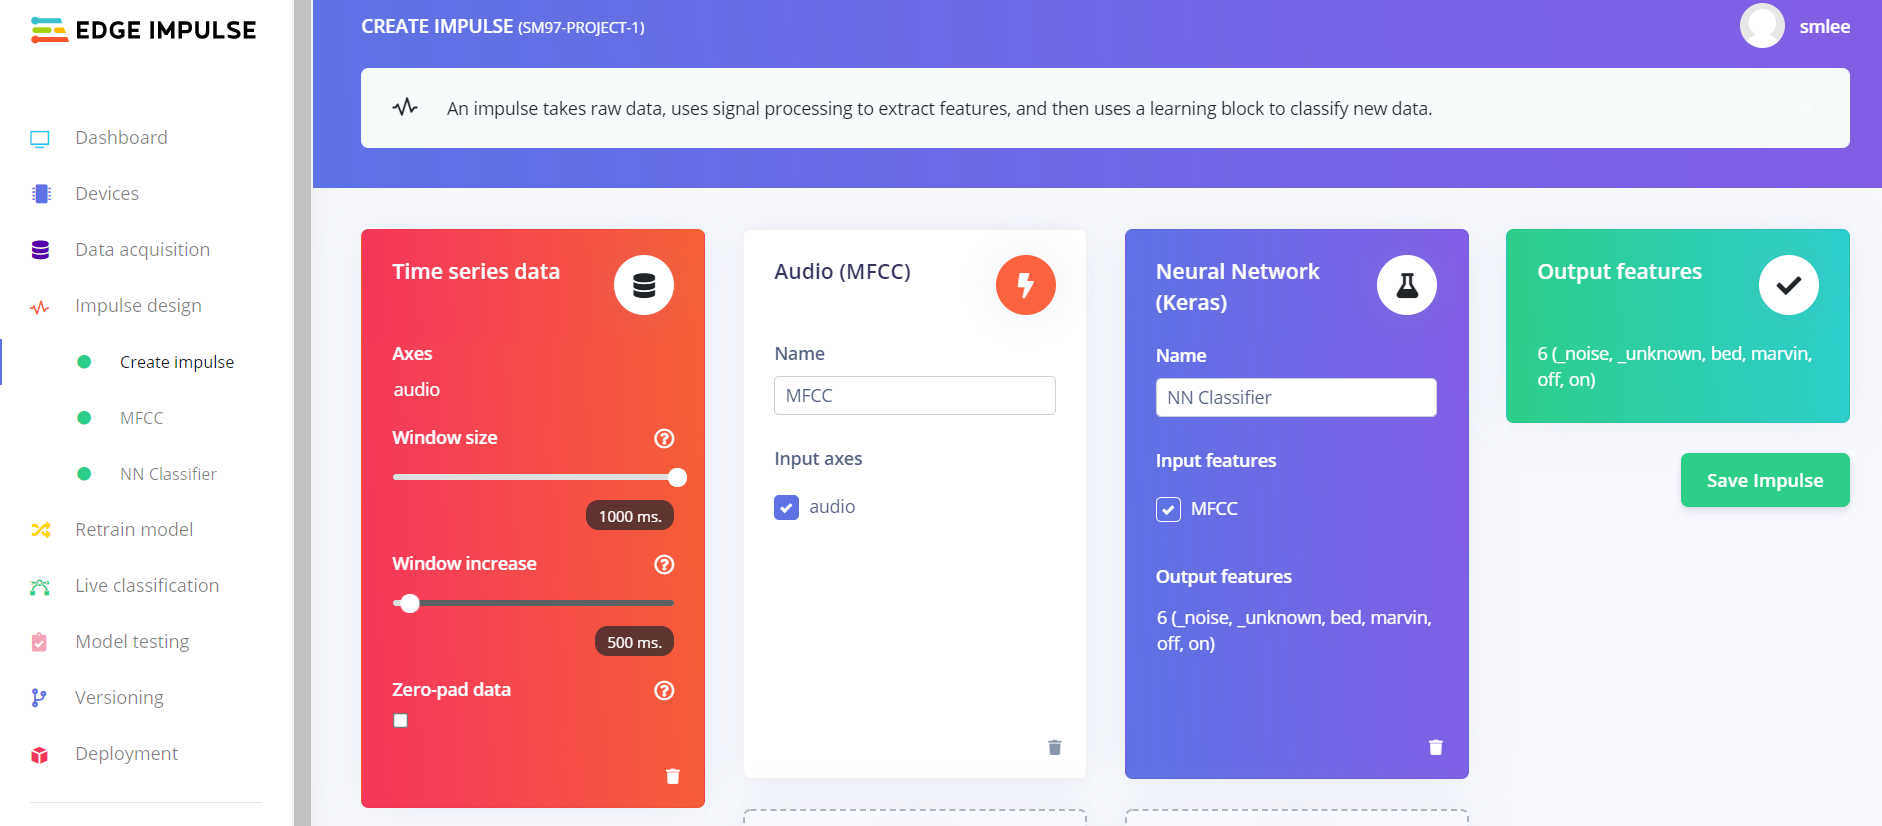 EDGE IMPULSE
Dashboard
Devices
Data acquisition
Impulse design
Create impulse
MFCC
NN Classifier
Retrain model
Live classification
Model testing
Versioning
Deployment
CREATE IMPULSE (SM97-PROJECT-1)
smlee
An impulse takes raw data, uses signal processing to extract features, and then uses a learning block to classify new data.
Time series data
Axes
audio
Window size
?
1000 ms.
Window increase
?
500 ms.
Zero-pad data
?
Audio (MFCC)
Name
MFCC
Input axes
audio
Neural Network
(Keras)
Name
NN Classifier
Input features
MFCC
Output features
6 (_noise, _unknown, bed, marvin,
off, on)
Output features
6 (_noise, _unknown, bed, marvin,
off, on)
Save Impulse